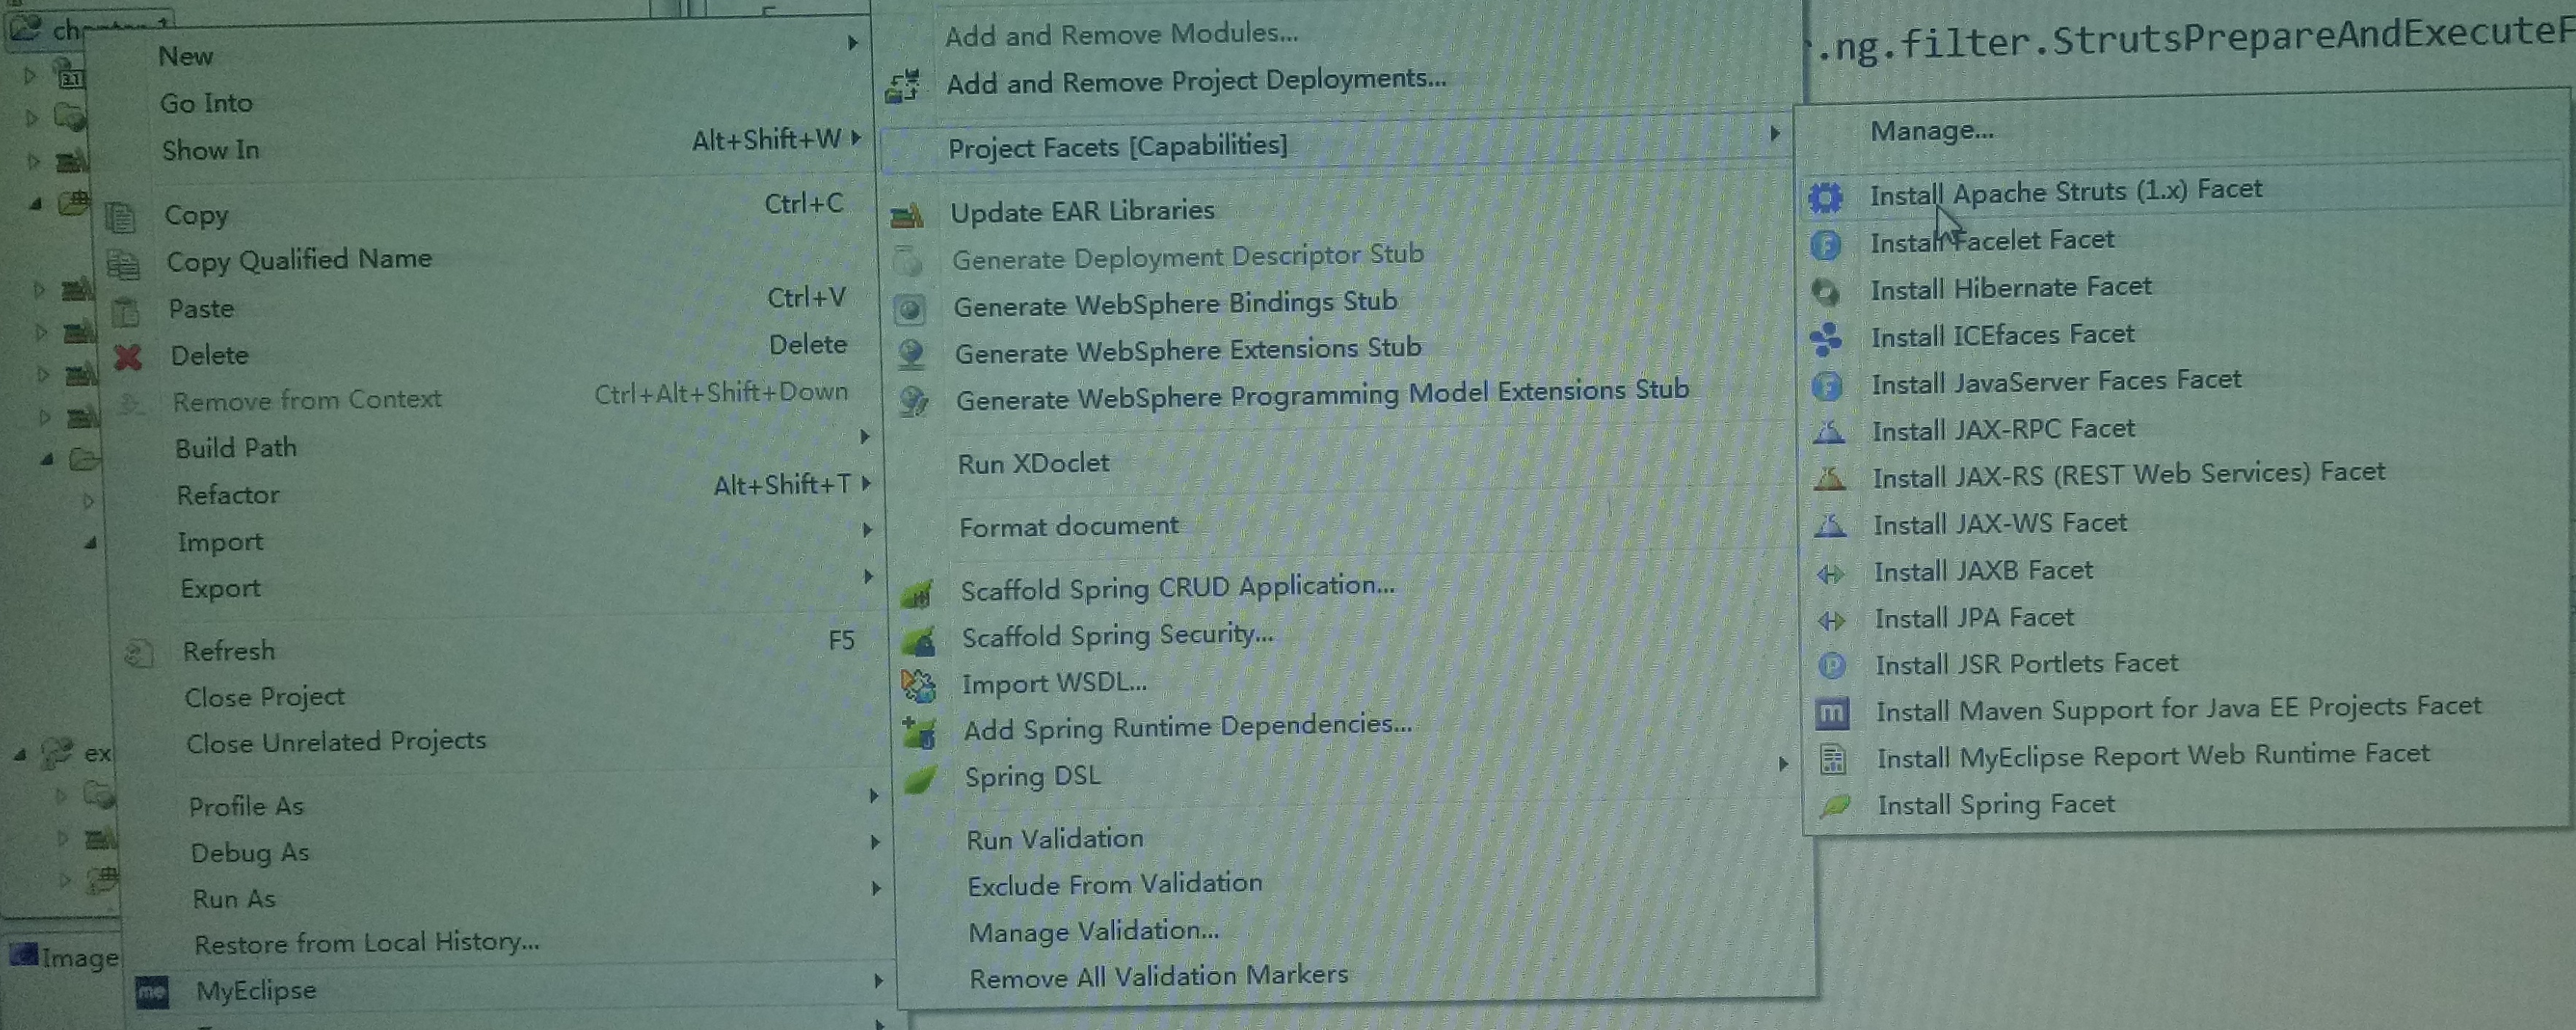 New
Go Into
Show In Alt+Shift+W
Copy Ctrl+C
Copy Qualified Name
Paste Ctrl+V
Delete Delete
Remove from Context Ctrl+Alt+Shift+Down
Build Path
Refactor Alt+Shift+T
Import
Export
Refresh F5
Close Project
Close Unrelated Projects
Profile As
Debug As
Run As
Restore from Local History...
me MyEclipse
ex
Image
Add and Remove Modules...
Add and Remove Project Deployments...
Project Facets [Capabilities]
Update EAR Libraries
Generate Deployment Descriptor Stub
Generate WebSphere Bindings Stub
Generate WebSphere Extensions Stub
Generate WebSphere Programming Model Extensions Stub
Run XDoclet
Format document
Scaffold Spring CRUD Application...
Scaffold Spring Security...
Import WSDL...
Add Spring Runtime Dependencies...
Spring DSL
Run Validation
Exclude From Validation
Manage Validation...
Remove All Validation Markers
.ng.filter.StrutsPrepareAndExecuteF
Manage...
Install Apache Struts (1.x) Facet
Install Facelet Facet
Install Hibernate Facet
Install ICEfaces Facet
Install JavaServer Faces Facet
Install JAX-RPC Facet
Install JAX-RS (REST Web Services) Facet
Install JAX-WS Facet
Install JAXB Facet
Install JPA Facet
Install JSR Portlets Facet
Install Maven Support for Java EE Projects Facet
Install MyEclipse Report Web Runtime Facet
Install Spring Facet